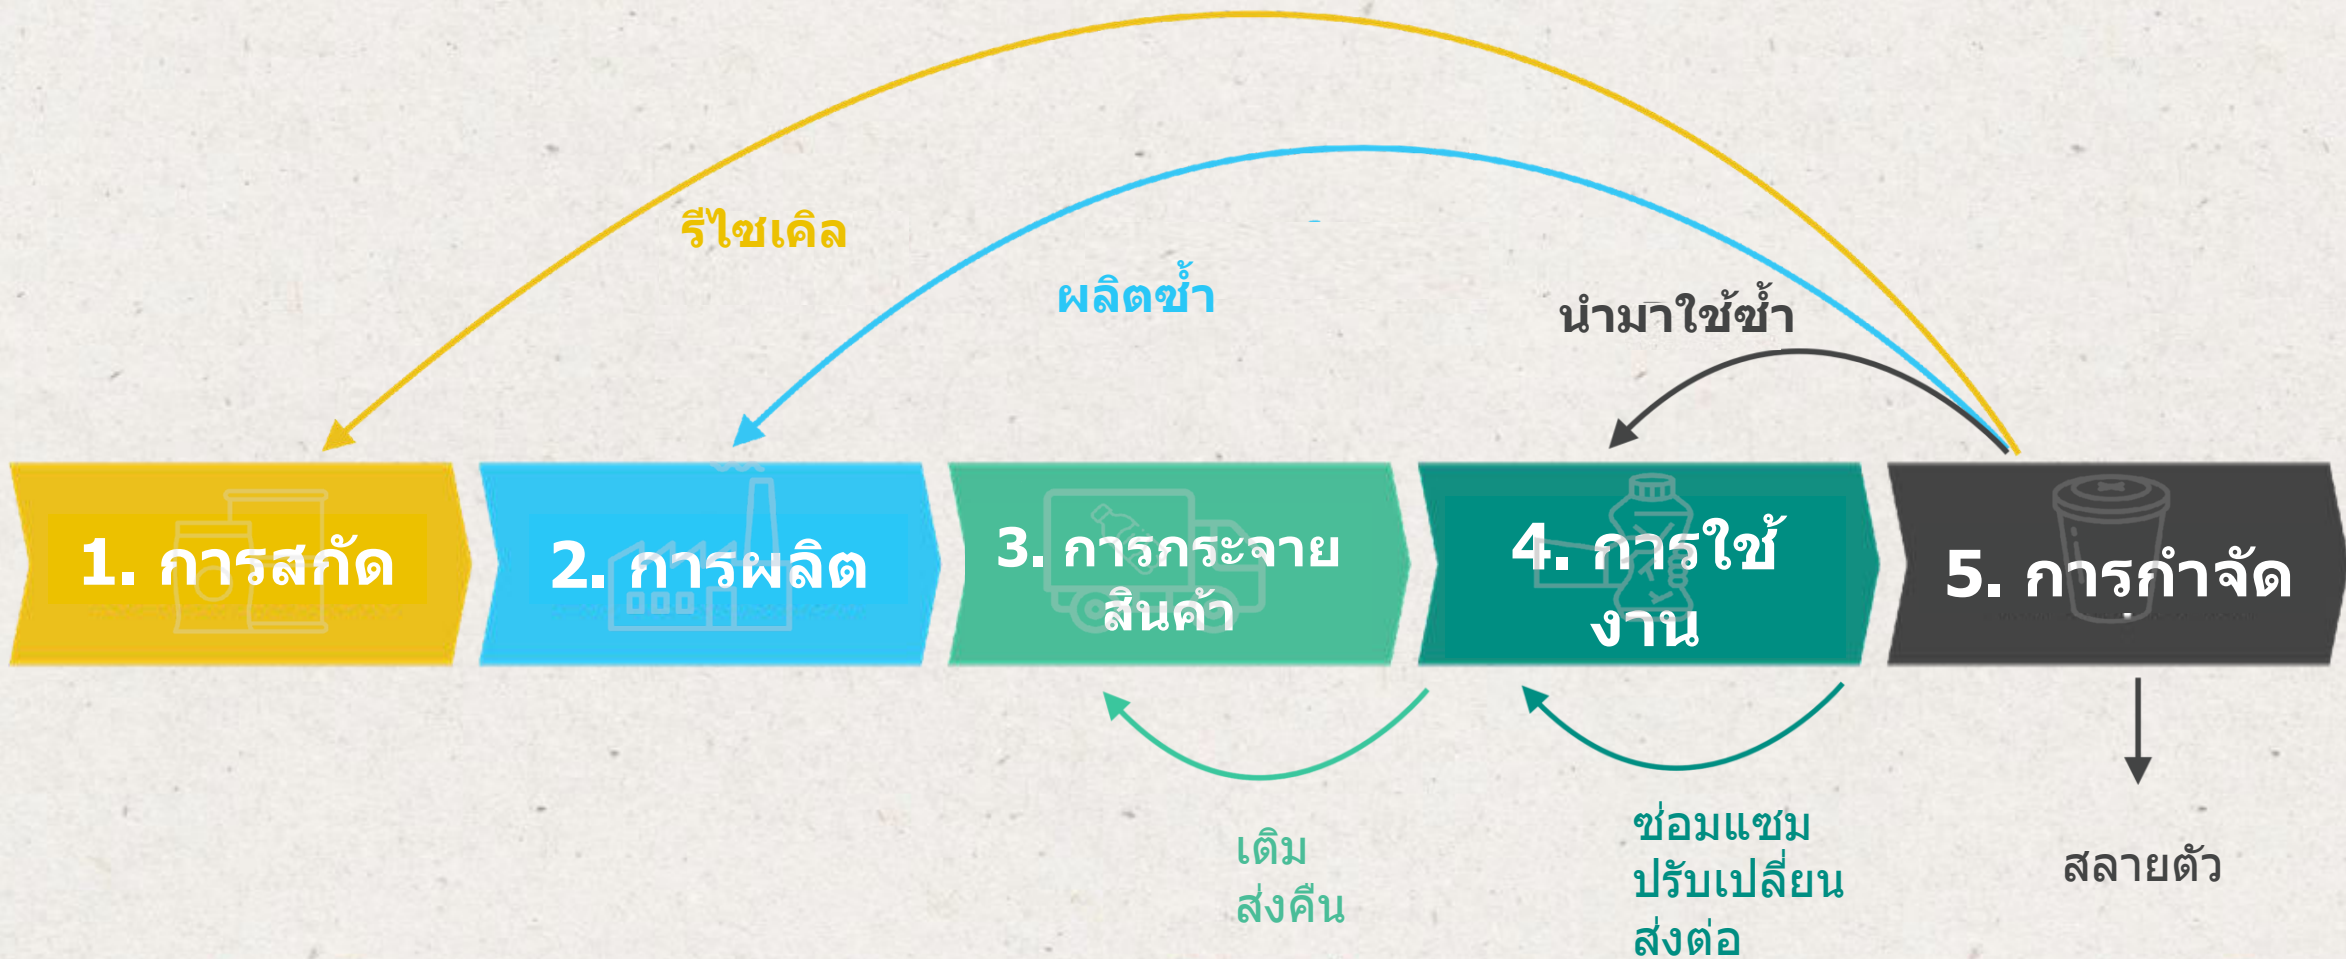 รีไซเคิล
ผลิตซ้ำ
นำมาใช้ซ้ำ
1. การสกัด
2. การผลิต
3. การกระจาย
สินค้า
4. การใช้
งาน
5. การกำจัด
เติม
ส่งคืน
ซ่อมแซม
ปรับเปลี่ยน
ส่งต่อ
สลายตัว